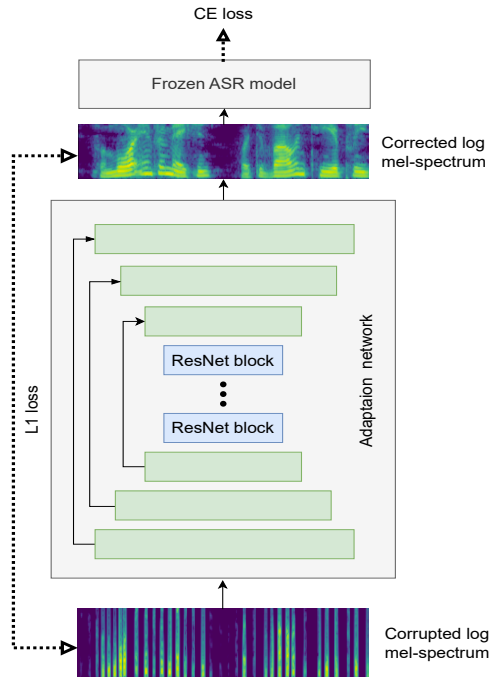 CE loss
Frozen ASR model
Corrected log
mel-spectrum
L1 loss
ResNet block
ResNet block
Adaptaion network
Corrupted log
mel-spectrum